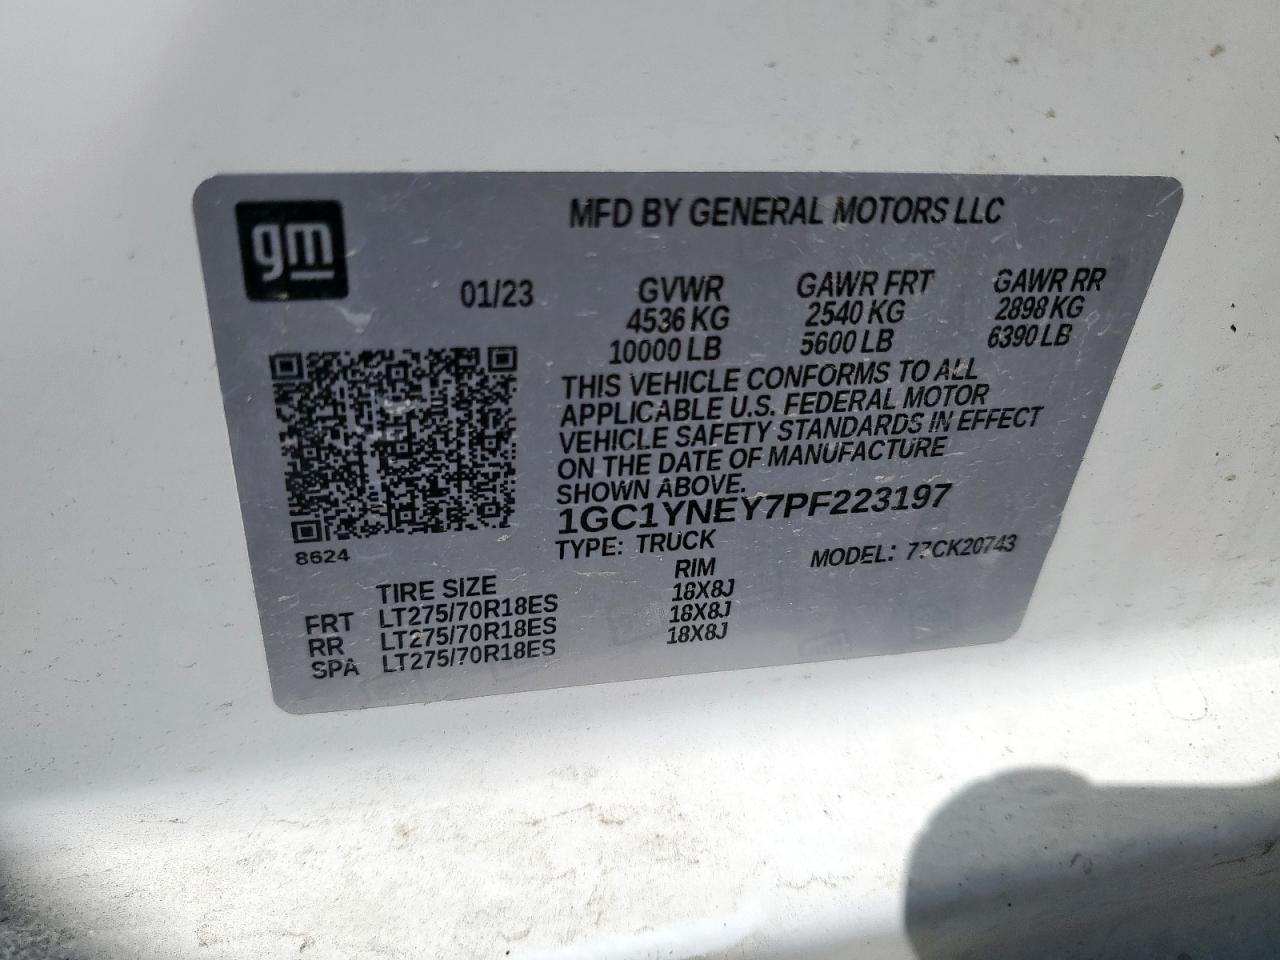 gm
MFD BY GENERAL MOTORS LLC
01/23
GVWR GAWR FRT GAWR RR
4536 KG 2540 KG 2898 KG
10000 LB 5600 LB 6390 LB
THIS VEHICLE CONFORMS TO ALL
APPLICABLE U.S. FEDERAL MOTOR
VEHICLE SAFETY STANDARDS IN EFFECT
ON THE DATE OF MANUFACTURE
SHOWN ABOVE.
1GC1YNEY7PF223197
8624
TYPE: TRUCK MODEL:
TIRE SIZE RIM
FRT LT275/70R18ES 18X8J
RR LT275/70R18ES 18X8J
SPA LT275/70R18ES 18X8J